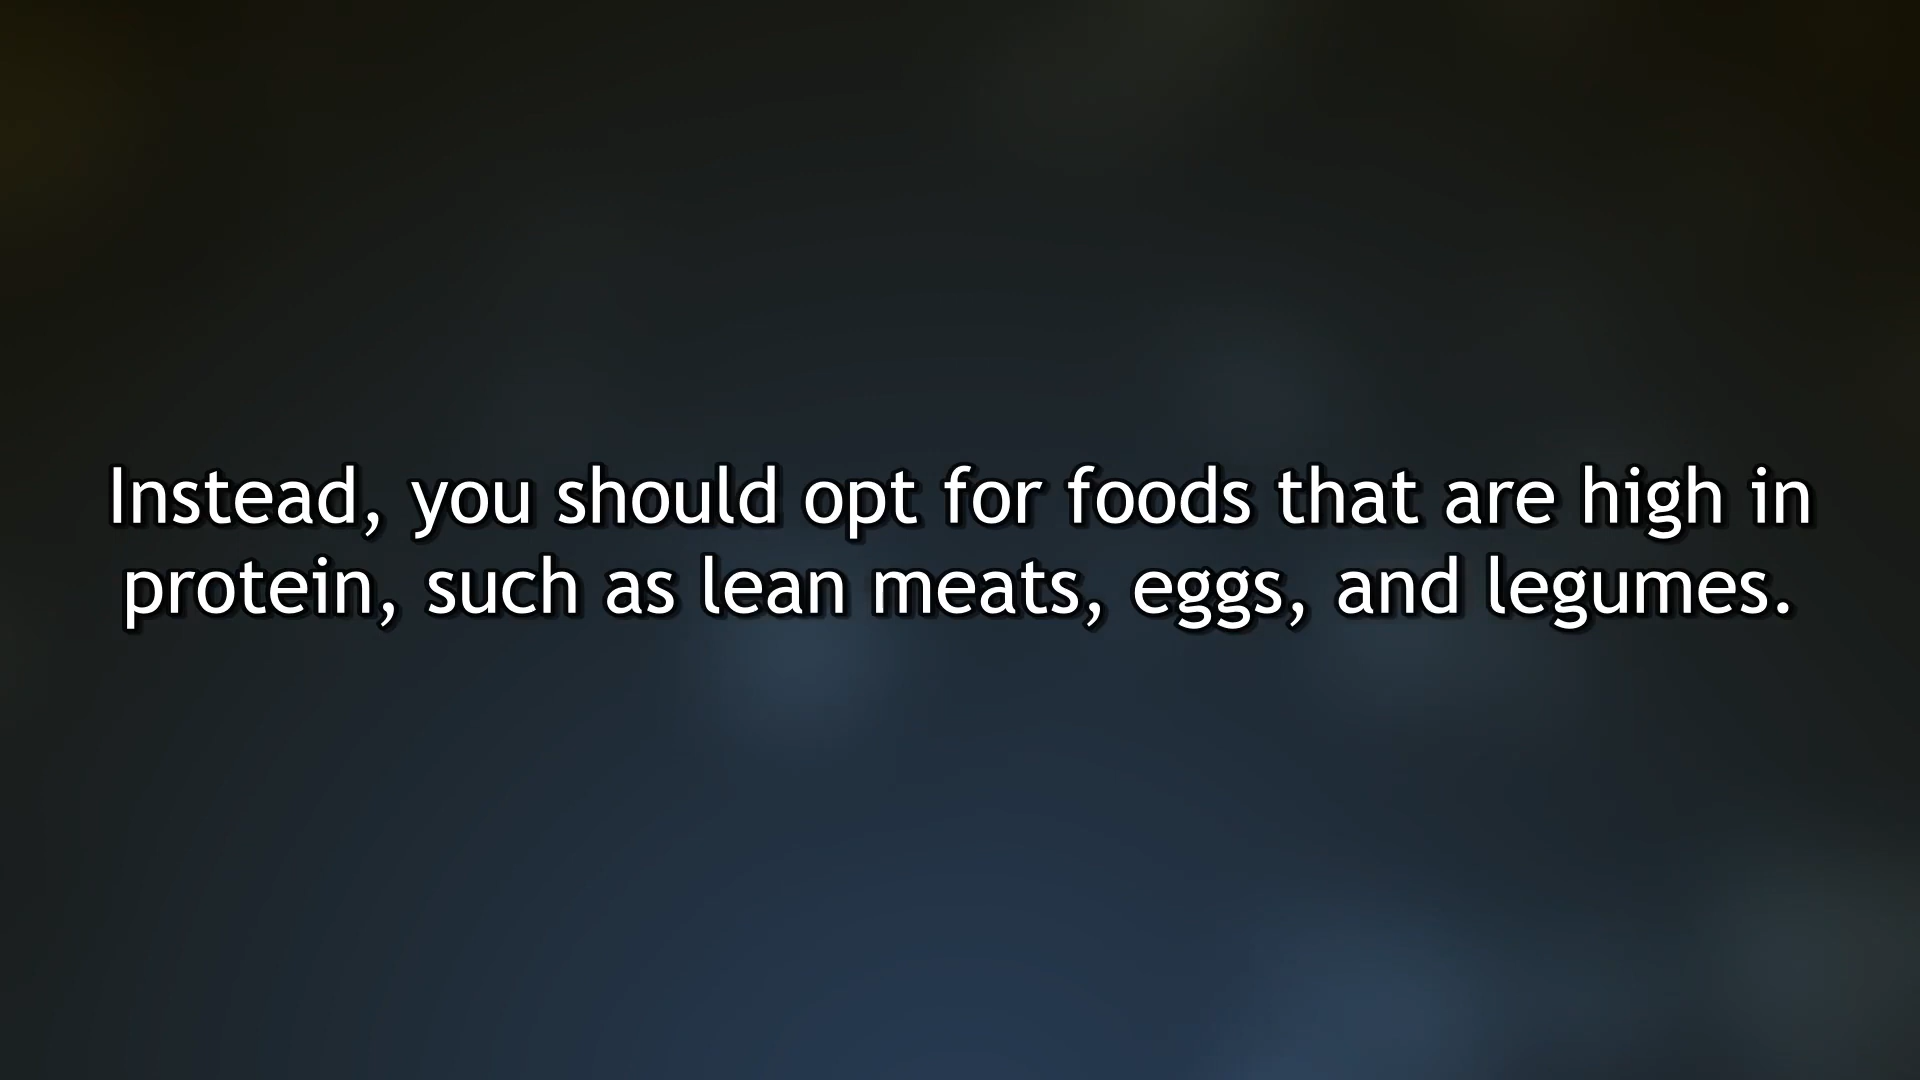 Instead, you should opt for foods that are high in
protein, such as lean meats, eggs, and legumes.